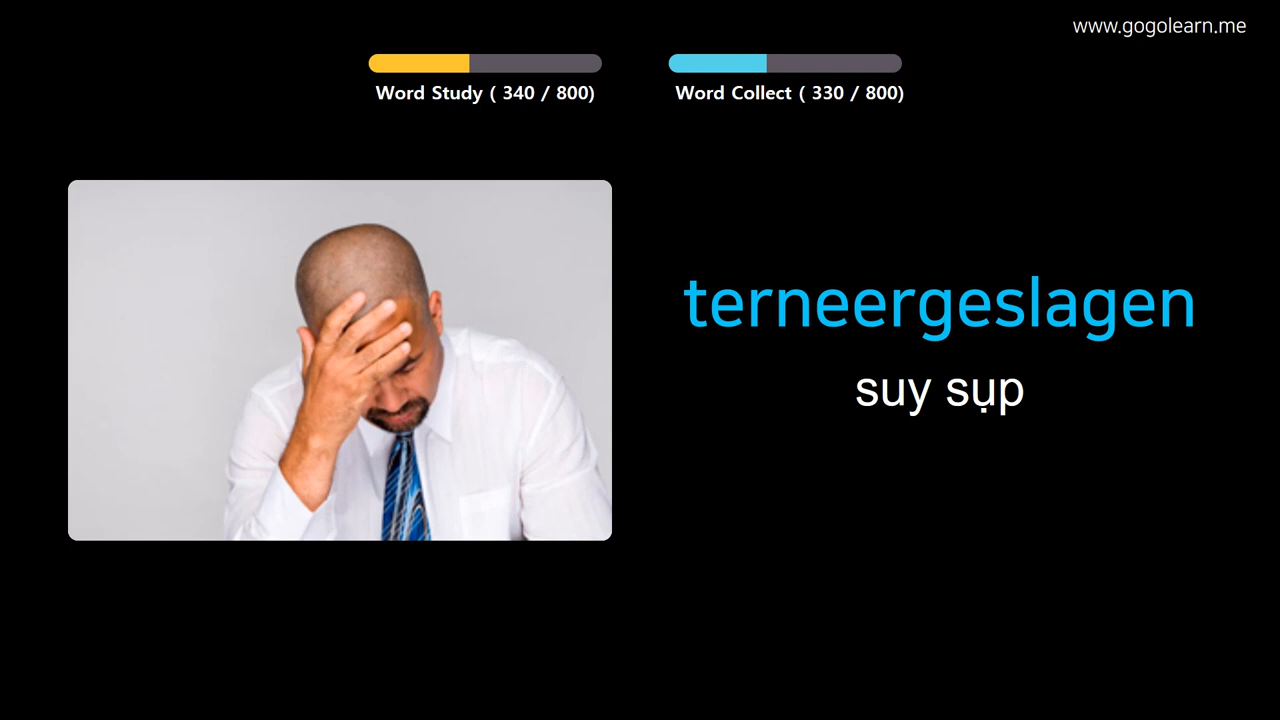 www.gogolearn.me
Word Study ( 340 / 800)
Word Collect ( 330 / 800)
terneergeslagen
suy sụp